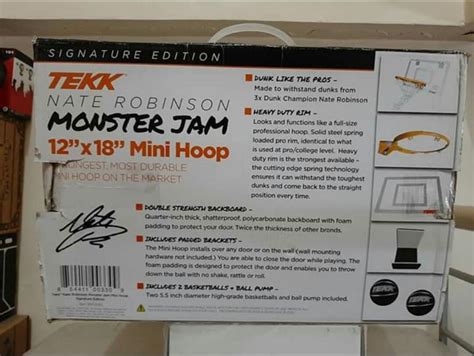 SIGNATURE EDITION
TEKK
NATE ROBINSON
MONSTER JAM
12"x18" Mini Hoop
ONGEST, MOST DURABLE
NI HOOP ON THE MARKET
DUNK LIKE THE PROS –
Made to withstand dunks from
3x Dunk Champion Nate Robinson
HEAVY DUTY RIM –
Looks and functions like a full-size
professional hoop. Solid steel spring
loaded pro rim, identical to what
is used at pro/college level. Heavy
duty rim is the strongest available –
the cutting edge spring technology
ensures it can withstand the toughest
dunks and come back to the straight
position every time.
DOUBLE STRENGTH BACKBOARD –
Quarter-inch thick, shatterproof, polycarbonate backboard with foam
padding to protect your door. Twice the thickness of other brands.
INCLUDES PADDED BRACKETS –
The Mini Hoop installs over any door or on the wall (wall mounting
hardware not included.) You are able to close the door while playing. The
foam padding is designed to protect the door and enables you to throw
down the ball with no shake, rattle or roll.
INCLUDES 2 BASKETBALLS & BALL PUMP –
Two 5.5 inch diameter high-grade basketballs and ball pump included.
TEKK
TEKK